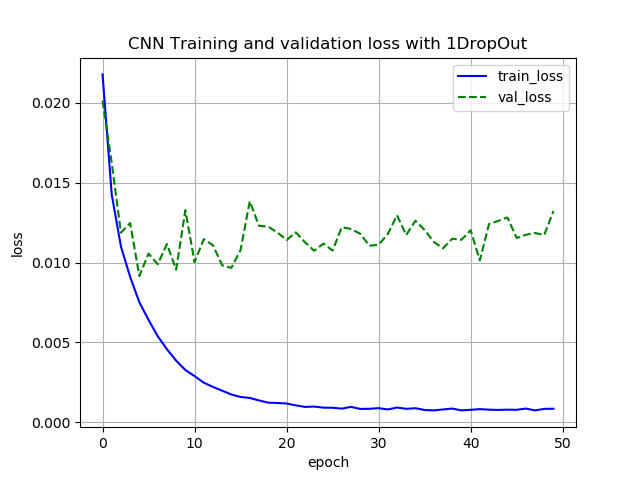 CNN Training and validation loss with 1DropOut
train_loss
val_loss
0.020
0.015
0.010
0.005
0.000
loss
0 10 20 30 40 50
epoch